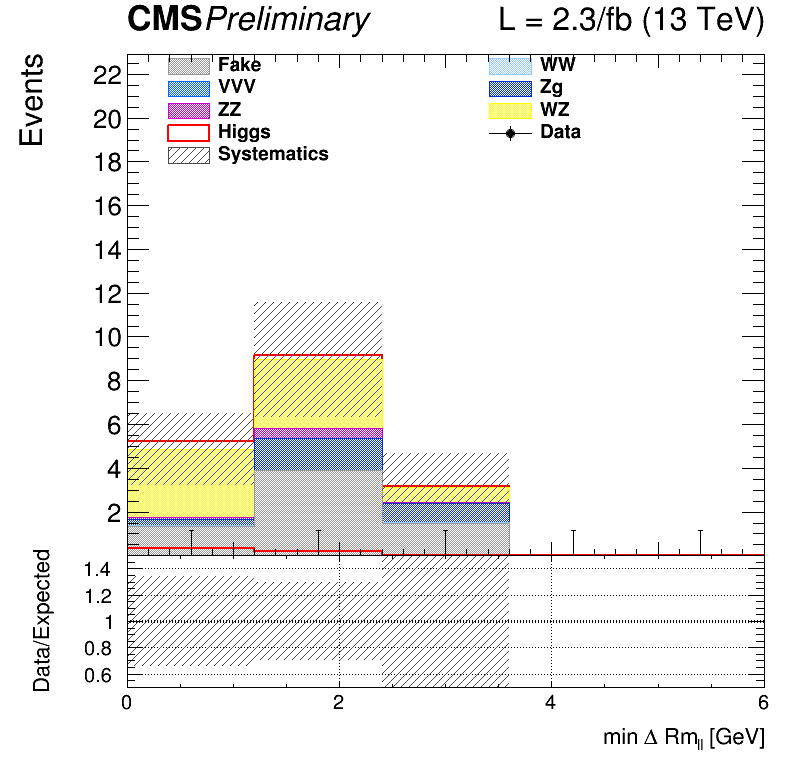 CMS Preliminary L = 2.3/fb (13 TeV)
Events
Fake WW
VVV Zg
ZZ WZ
Higgs Data
Systematics
22
20
18
16
14
12
10
8
6
4
2
Data/Expected
1.4
1.2
1
0.8
0.6
0 2 4 6
min Δ Rm_ll [GeV]